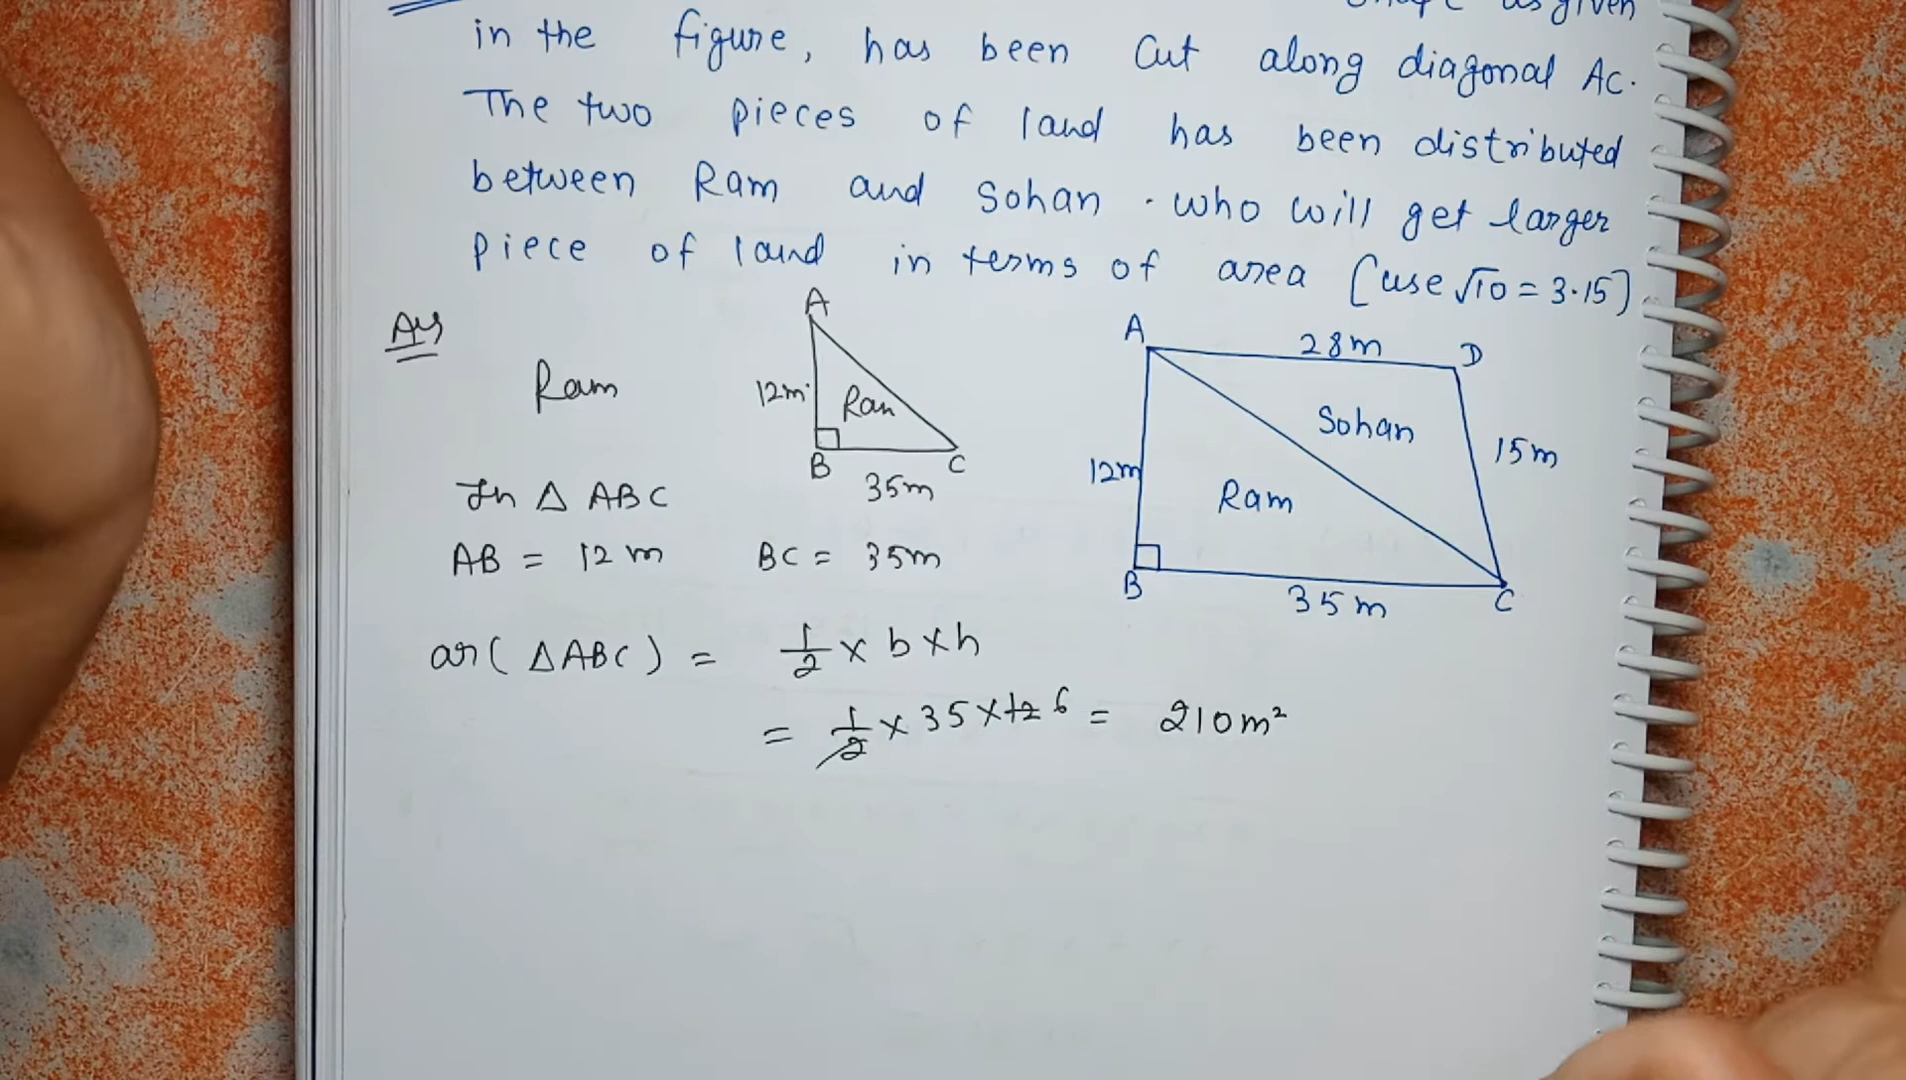 as given
in the figure, has been Cut along diagonal AC.
The two pieces of land has been distributed
between Ram and Sohan. who will get larger
piece of land in terms of area [use √10 = 3.15]
Ans
Ram
A
12m
Ram
B
C
35m
A
28m
D
Sohan
15m
12m
Ram
B
35m
C
In △ ABC
AB = 12 m BC = 35m
ar( △ABC ) = 1/2 × b × h
= 1/2 × 35 × 12 6 = 210 m²